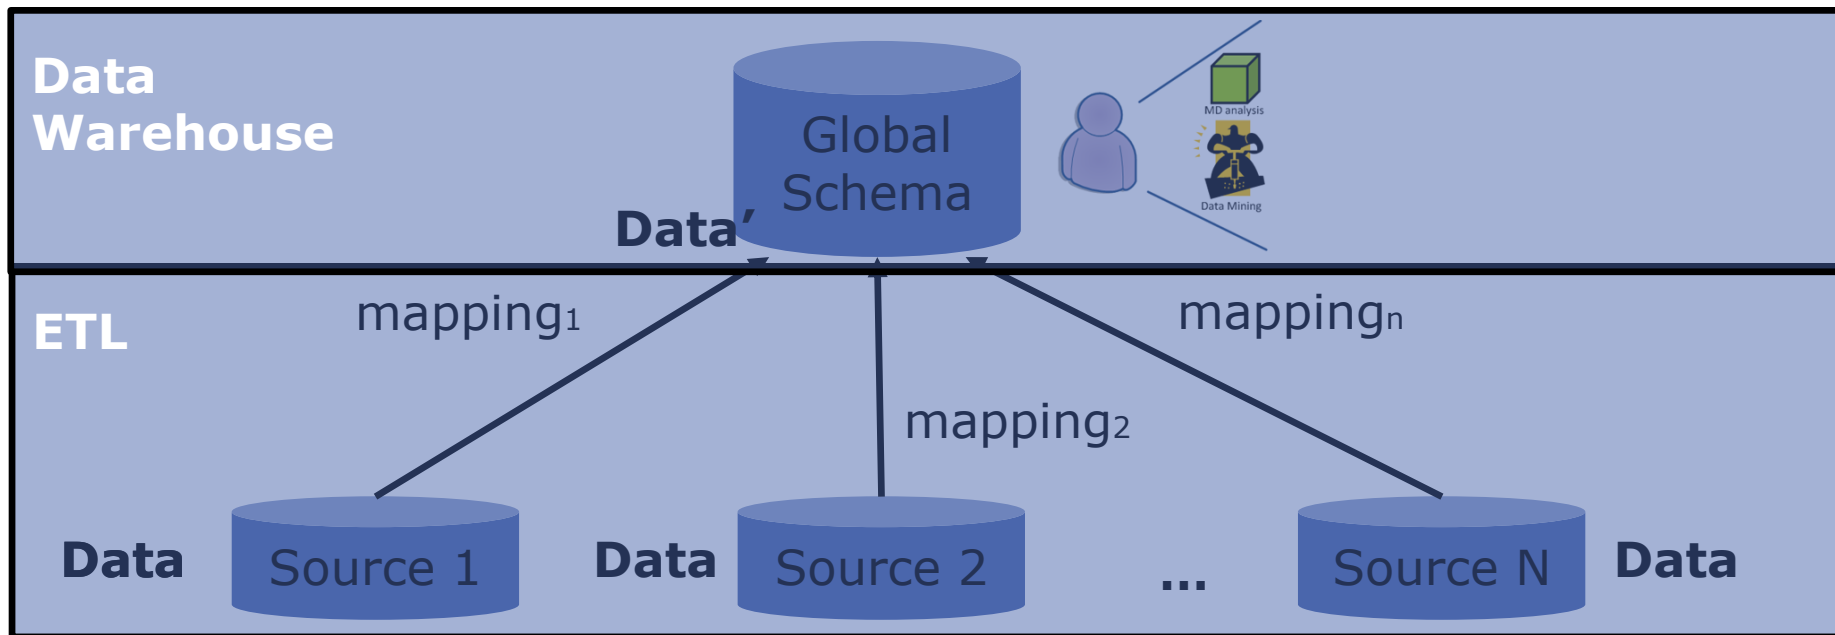 Data
Warehouse
Global
Schema
Data’
MD analysis
Data Mining
ETL
mapping1
mappingn
mapping2
Data
Source 1
Data
Source 2
...
Source N
Data